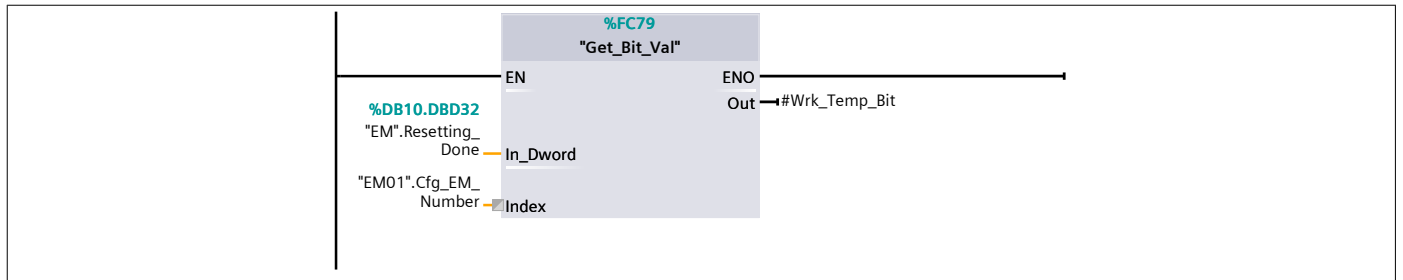 %FC79
"Get_Bit_Val"
EN
ENO
Out
#Wrk_Temp_Bit
%DB10.DBD32
"EM".Resetting_
Done
In_Dword
"EM01".Cfg_EM_
Number
Index